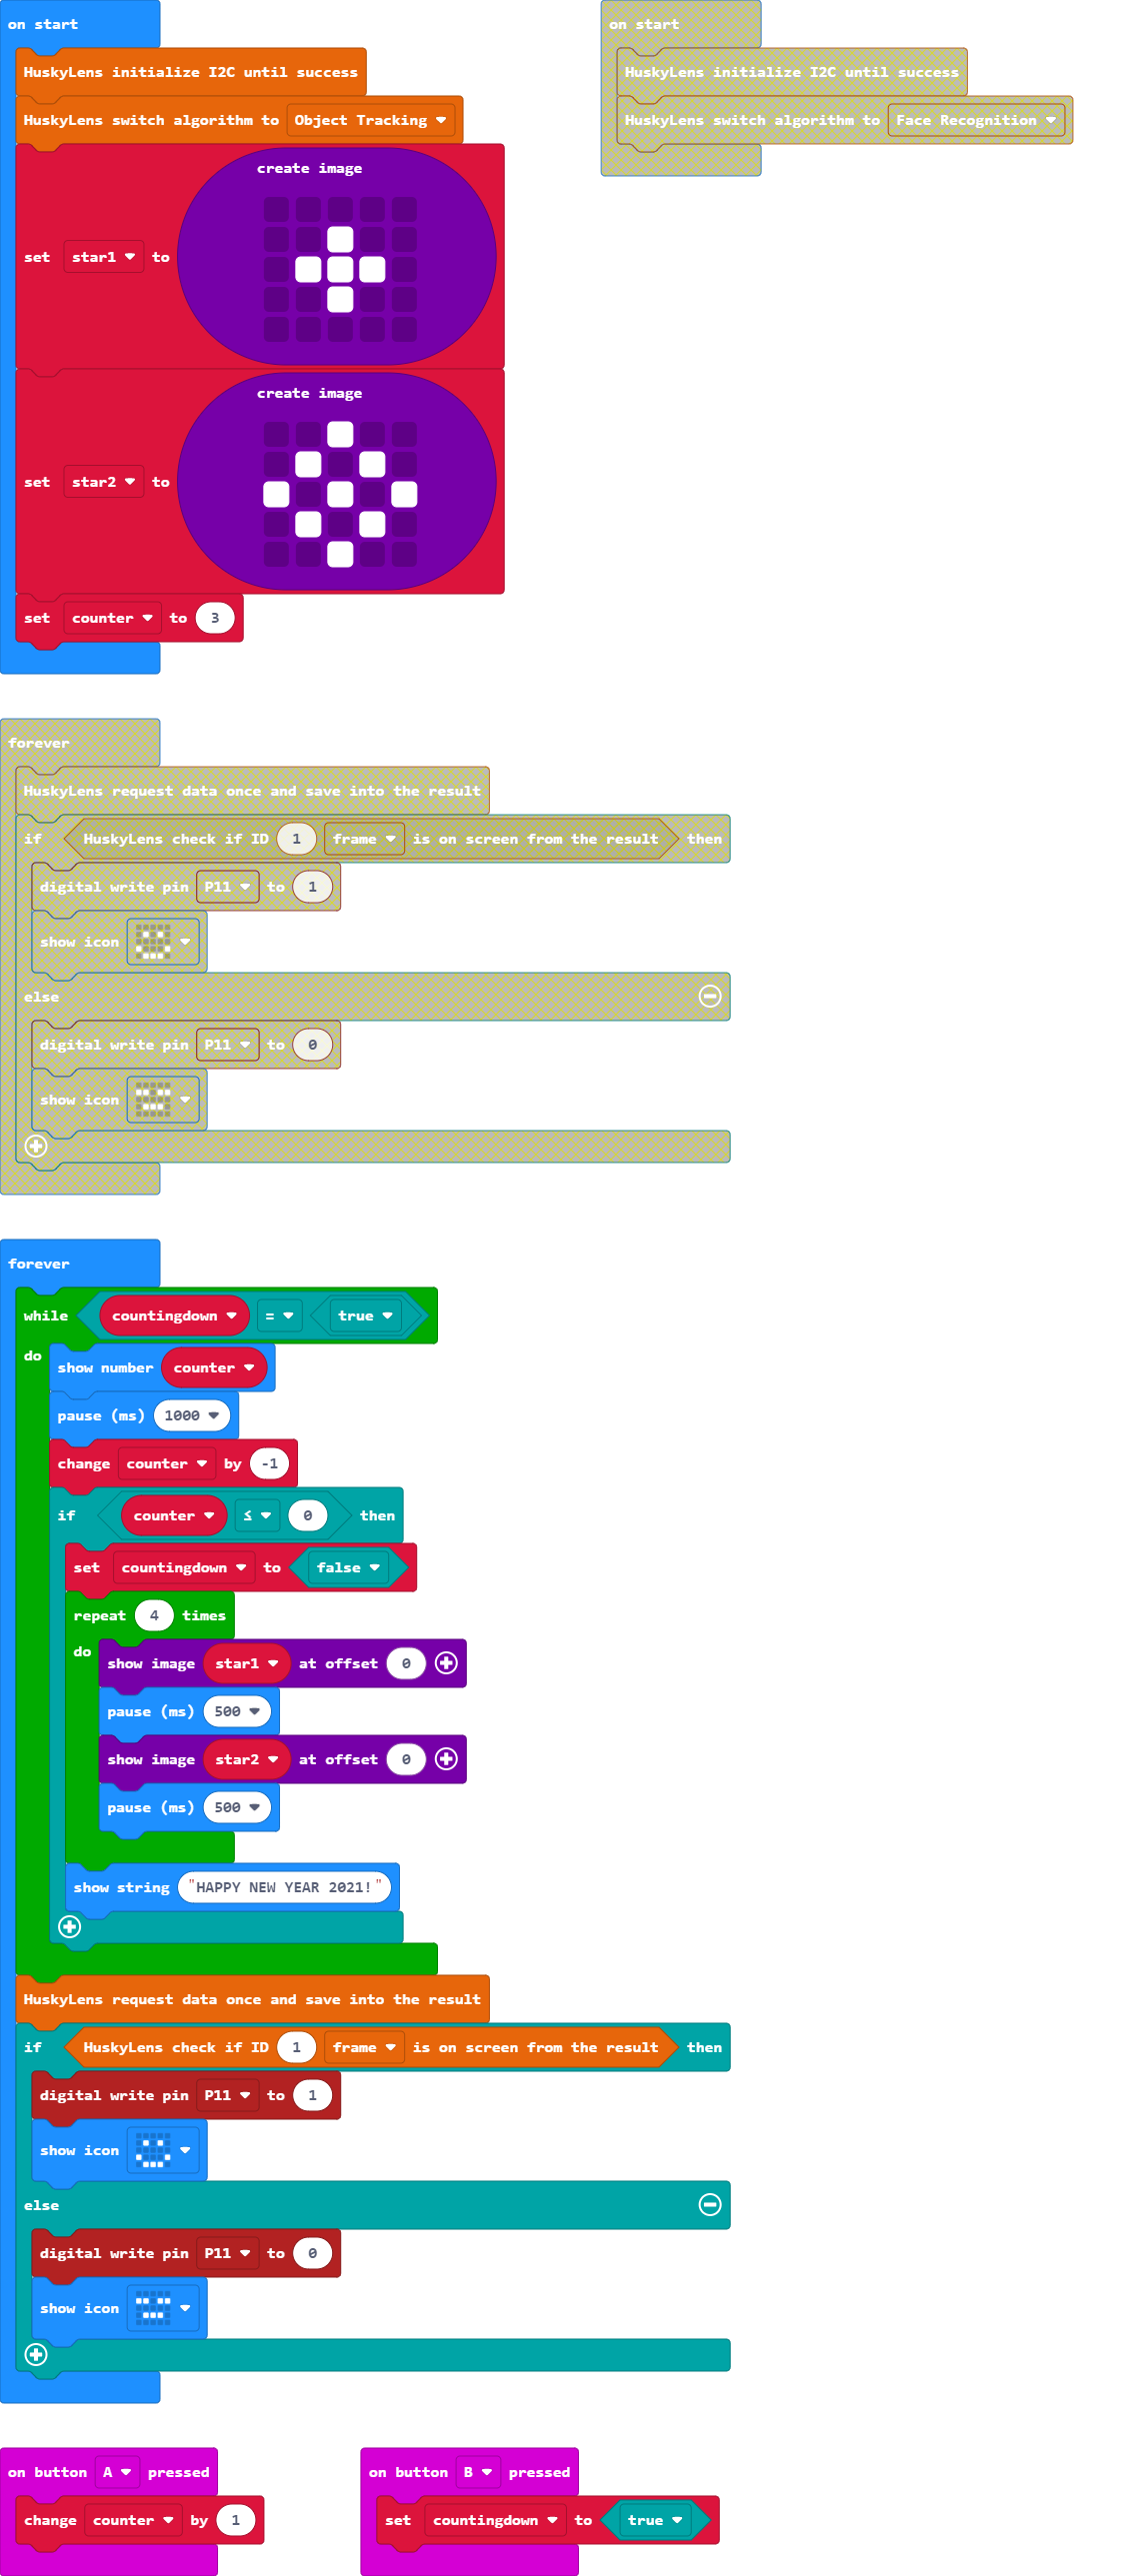 on start
HuskyLens initialize I2C until success
HuskyLens switch algorithm to Object Tracking
create image
set star1 to
create image
set star2 to
set counter to 3
on start
HuskyLens initialize I2C until success
HuskyLens switch algorithm to Face Recognition
forever
HuskyLens request data once and save into the result
if HuskyLens check if ID 1 frame is on screen from the result then
digital write pin P11 to 1
show icon
else
digital write pin P11 to 0
show icon
forever
while countingdown = true
do show number counter
pause (ms) 1000
change counter by -1
if counter ≤ 0 then
set countingdown to false
repeat 4 times
do show image star1 at offset 0
pause (ms) 500
show image star2 at offset 0
pause (ms) 500
show string "HAPPY NEW YEAR 2021!"
HuskyLens request data once and save into the result
if HuskyLens check if ID 1 frame is on screen from the result then
digital write pin P11 to 1
show icon
else
digital write pin P11 to 0
show icon
on button A pressed
change counter by 1
on button B pressed
set countingdown to true